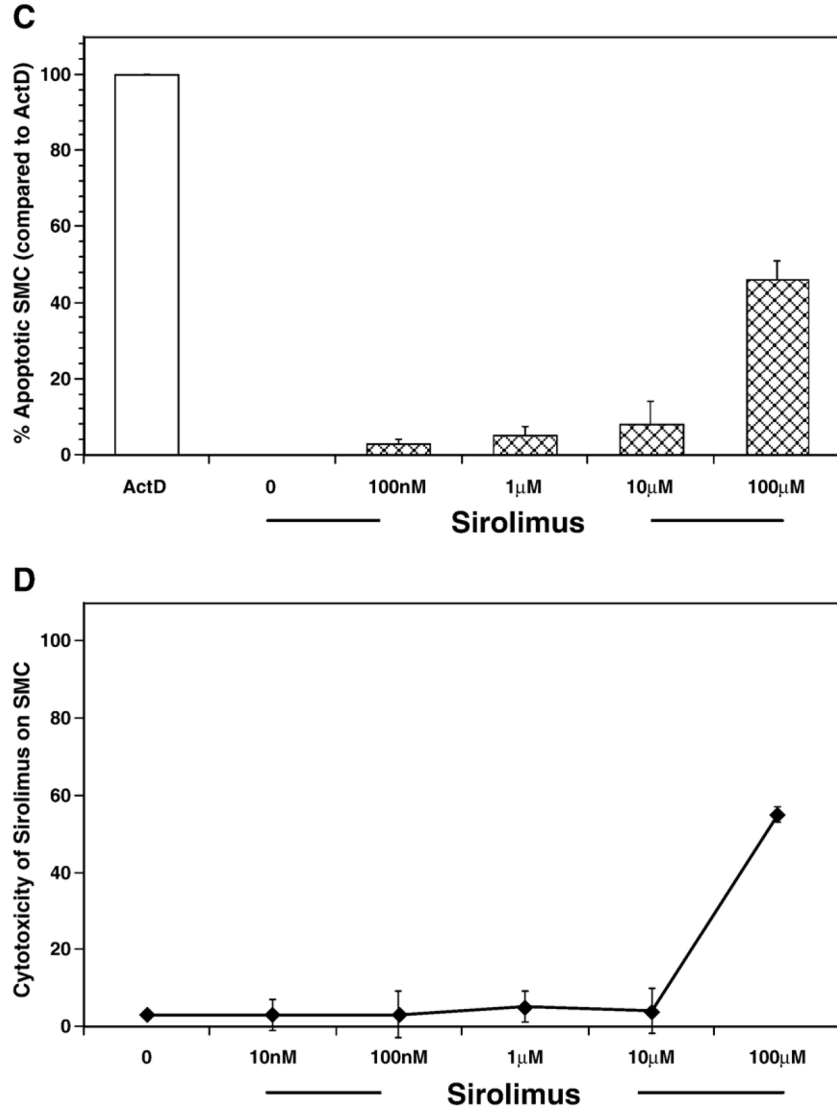 C
% Apoptotic SMC (compared to ActD)
100
80
60
40
20
0
ActD 0 100nM 1μM 10μM 100μM
Sirolimus
D
Cytotoxicity of Sirolimus on SMC
100
80
60
40
20
0
0 10nM 100nM 1μM 10μM 100μM
Sirolimus